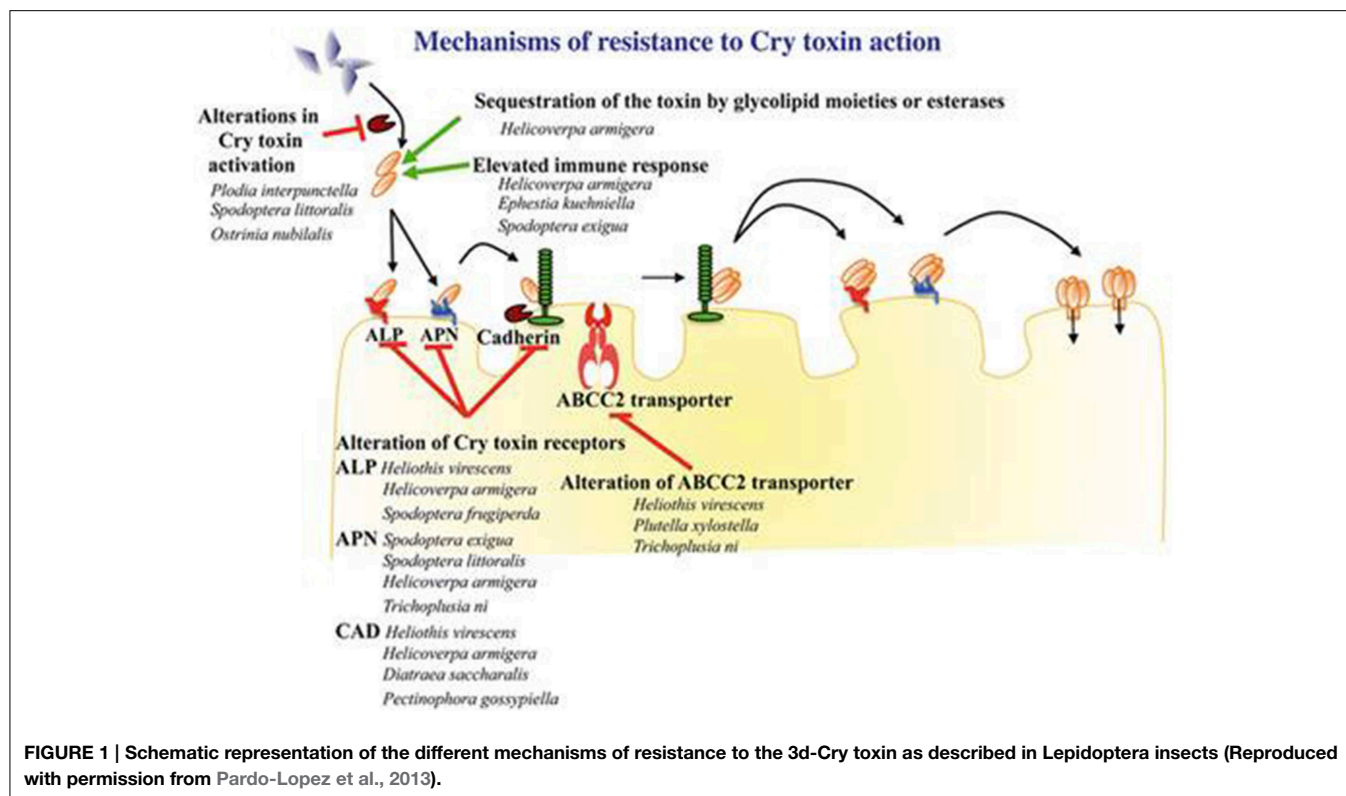 Mechanisms of resistance to Cry toxin action
Sequestration of the toxin by glycolipid moieties or esterases
Helicoverpa armigera
Alterations in
Cry toxin
activation
Plodia interpunctella
Spodoptera littoralis
Ostrinia nubilalis
Elevated immune response
Helicoverpa armigera
Ephestia kuehniella
Spodoptera exigua
ALP
APN
Cadherin
ABCC2 transporter
Alteration of Cry toxin receptors
ALP Heliothis virescens
Helicoverpa armigera
Spodoptera frugiperda
APN Spodoptera exigua
Spodoptera littoralis
Helicoverpa armigera
Trichoplusia ni
CAD Heliothis virescens
Helicoverpa armigera
Diatraea saccharalis
Pectinophora gossypiella
Alteration of ABCC2 transporter
Heliothis virescens
Plutella xylostella
Trichoplusia ni
FIGURE 1 | Schematic representation of the different mechanisms of resistance to the 3d-Cry toxin as described in Lepidoptera insects (Reproduced
with permission from Pardo-Lopez et al., 2013).